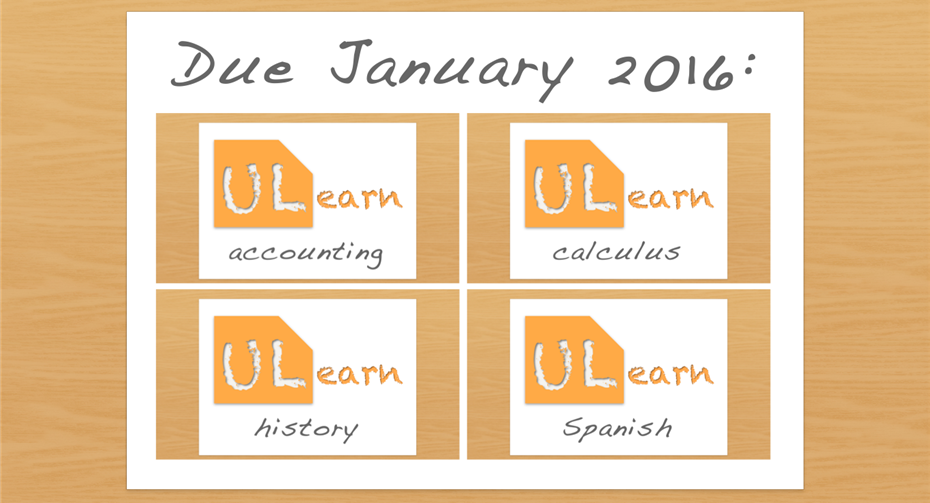 Due January 2016:
ULearn
accounting
ULearn
calculus
ULearn
history
ULearn
Spanish